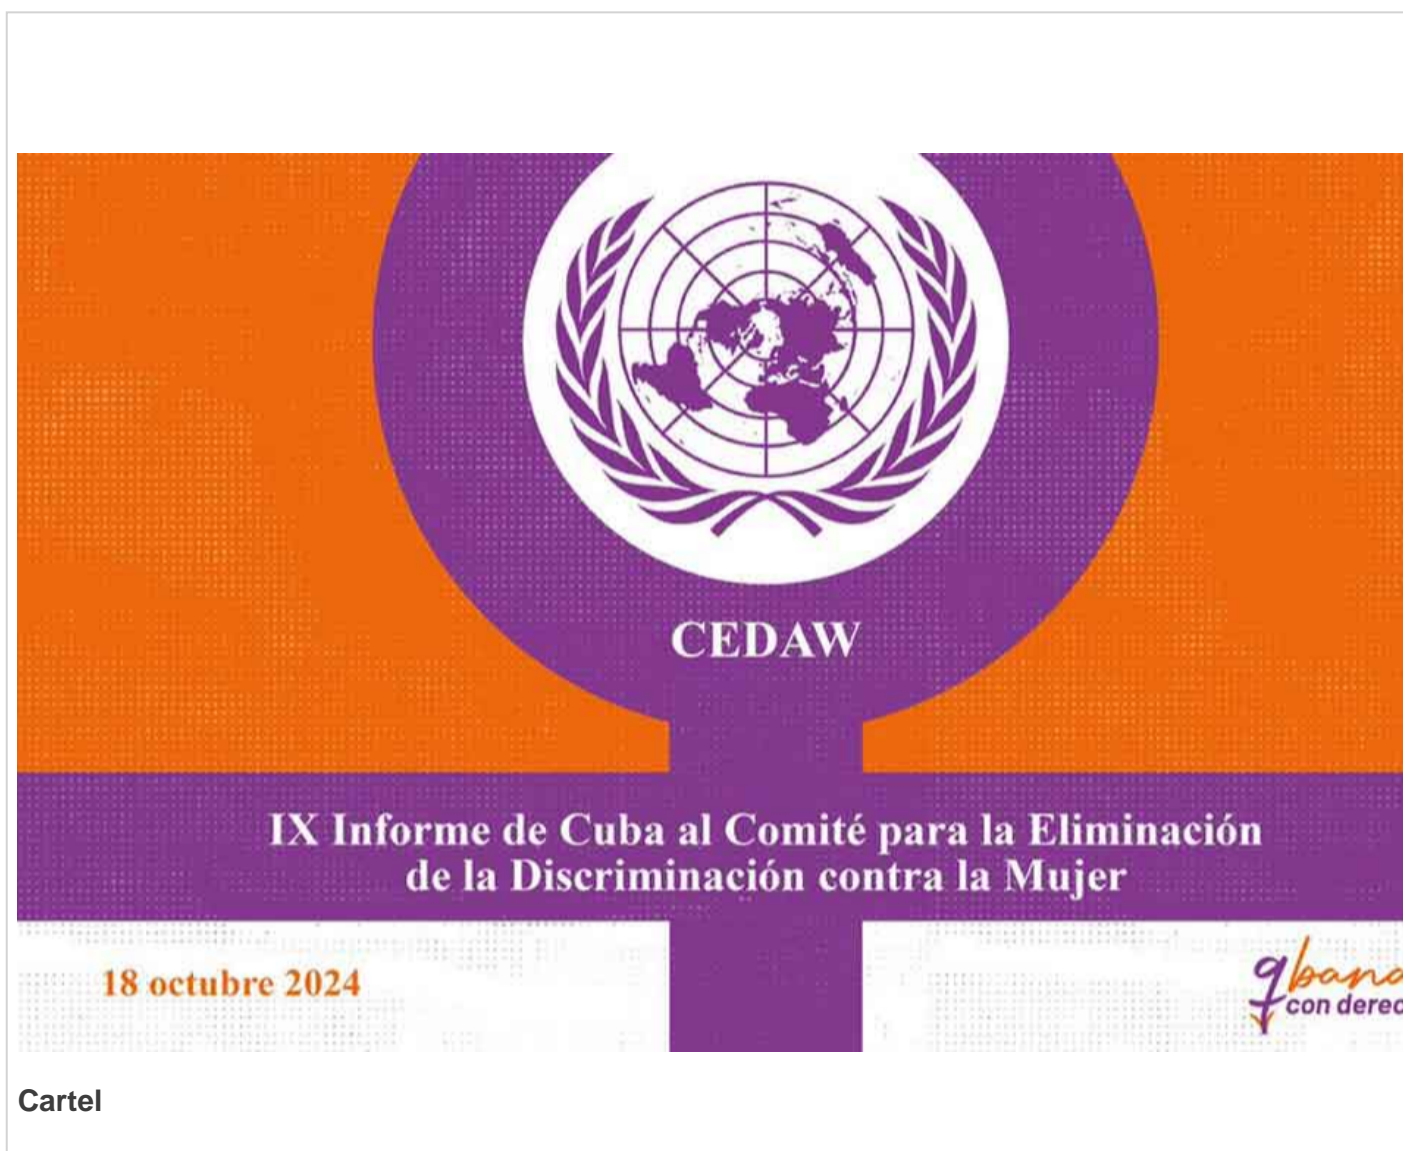 CEDAW
IX Informe de Cuba al Comité para la Eliminación
de la Discriminación contra la Mujer
18 octubre 2024
con
Cartel